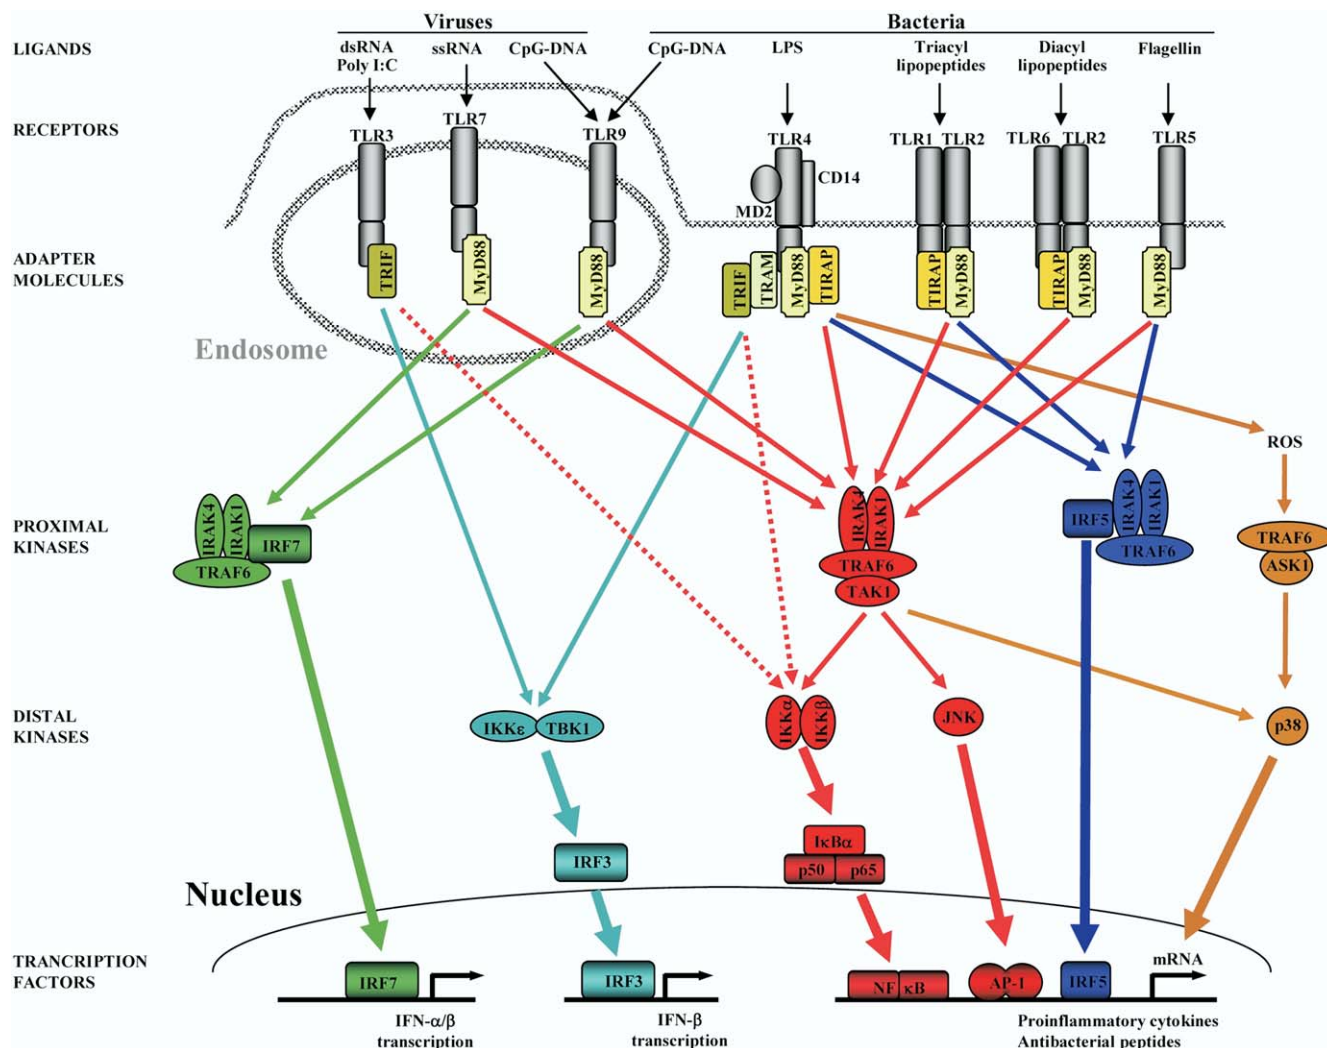 Viruses
Bacteria
LIGANDS
dsRNA
Poly I:C
ssRNA
CpG-DNA
CpG-DNA
LPS
Triacyl
lipopeptides
Diacyl
lipopeptides
Flagellin
RECEPTORS
TLR3
TLR7
TLR9
TLR4
TLR1
TLR2
TLR6
TLR2
TLR5
MD2
CD14
ADAPTER
MOLECULES
TRIF
MyD88
MyD88
TRIF
TRAM
MyD88
TIRAP
TIRAP
MyD88
TIRAP
MyD88
MyD88
Endosome
ROS
PROXIMAL
KINASES
IRAK4
IRAK1
IRF7
TRAF6
IRAK4
IRAK1
TRAF6
TAK1
IRF5
IRAK4
IRAK1
TRAF6
TRAF6
ASK1
DISTAL
KINASES
IKKε
TBK1
IKKα
IKKβ
JNK
p38
IRF3
IκBα
p50
p65
Nucleus
TRANCRIPTION
FACTORS
IRF7
IRF3
NF κB
AP-1
IRF5
mRNA
IFN-α/β
transcription
IFN-β
transcription
Proinflammatory cytokines
Antibacterial peptides